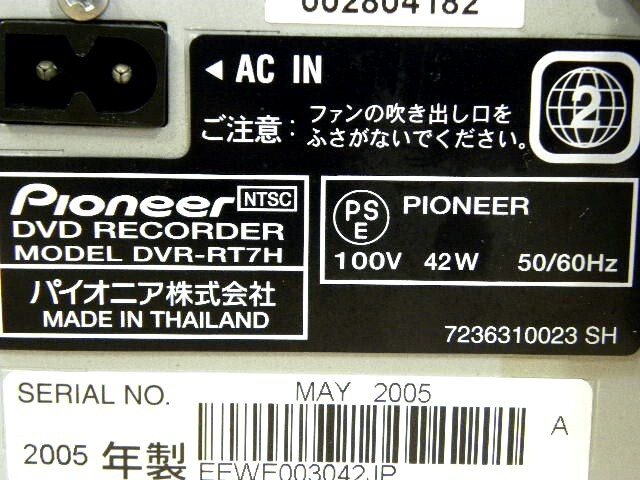 002804182
◄ AC IN
ご注意: ファンの吹き出し口を
ふさがないでください。
2
Pioneer NTSC
DVD RECORDER
MODEL DVR-RT7H
パイオニア株式会社
MADE IN THAILAND
PSE PIONEER
100V 42W 50/60Hz
7236310023 SH
SERIAL NO. MAY 2005
A
2005 年製
EEWE003042JP